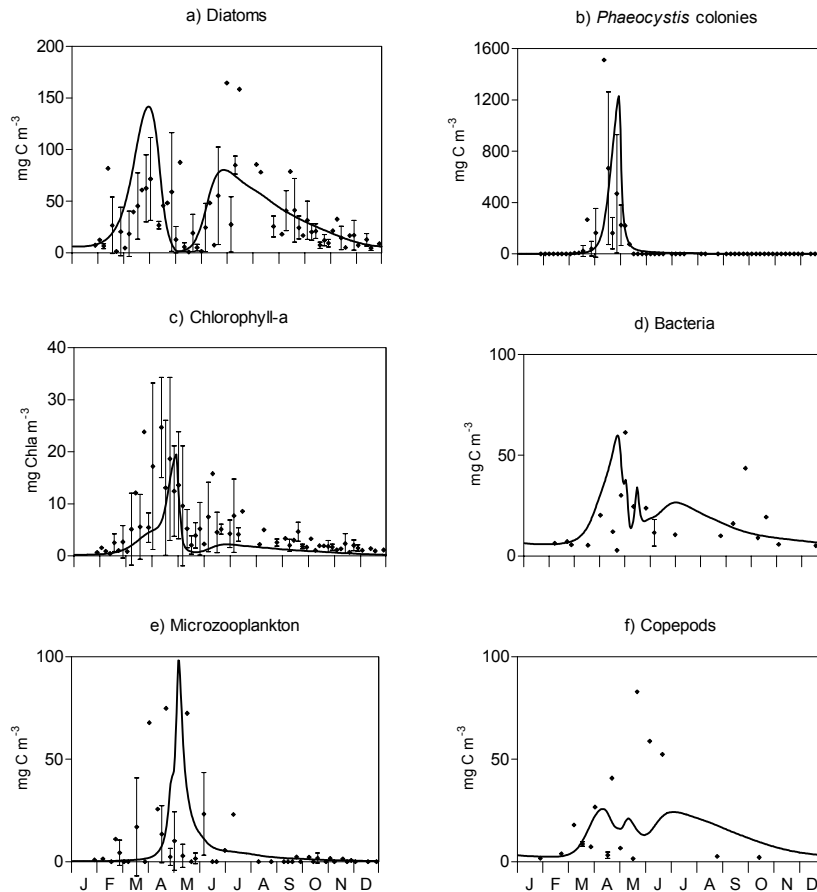 a) Diatoms
200
150
100
50
0
mg C m⁻³
b) Phaeocystis colonies
1600
1200
800
400
0
mg C m⁻³
c) Chlorophyll-a
40
30
20
10
0
mg Chla m⁻³
d) Bacteria
100
50
0
mg C m⁻³
e) Microzooplankton
100
50
0
mg C m⁻³
J F M A M J J A S O N D
f) Copepods
100
50
0
mg C m⁻³
J F M A M J J A S O N D